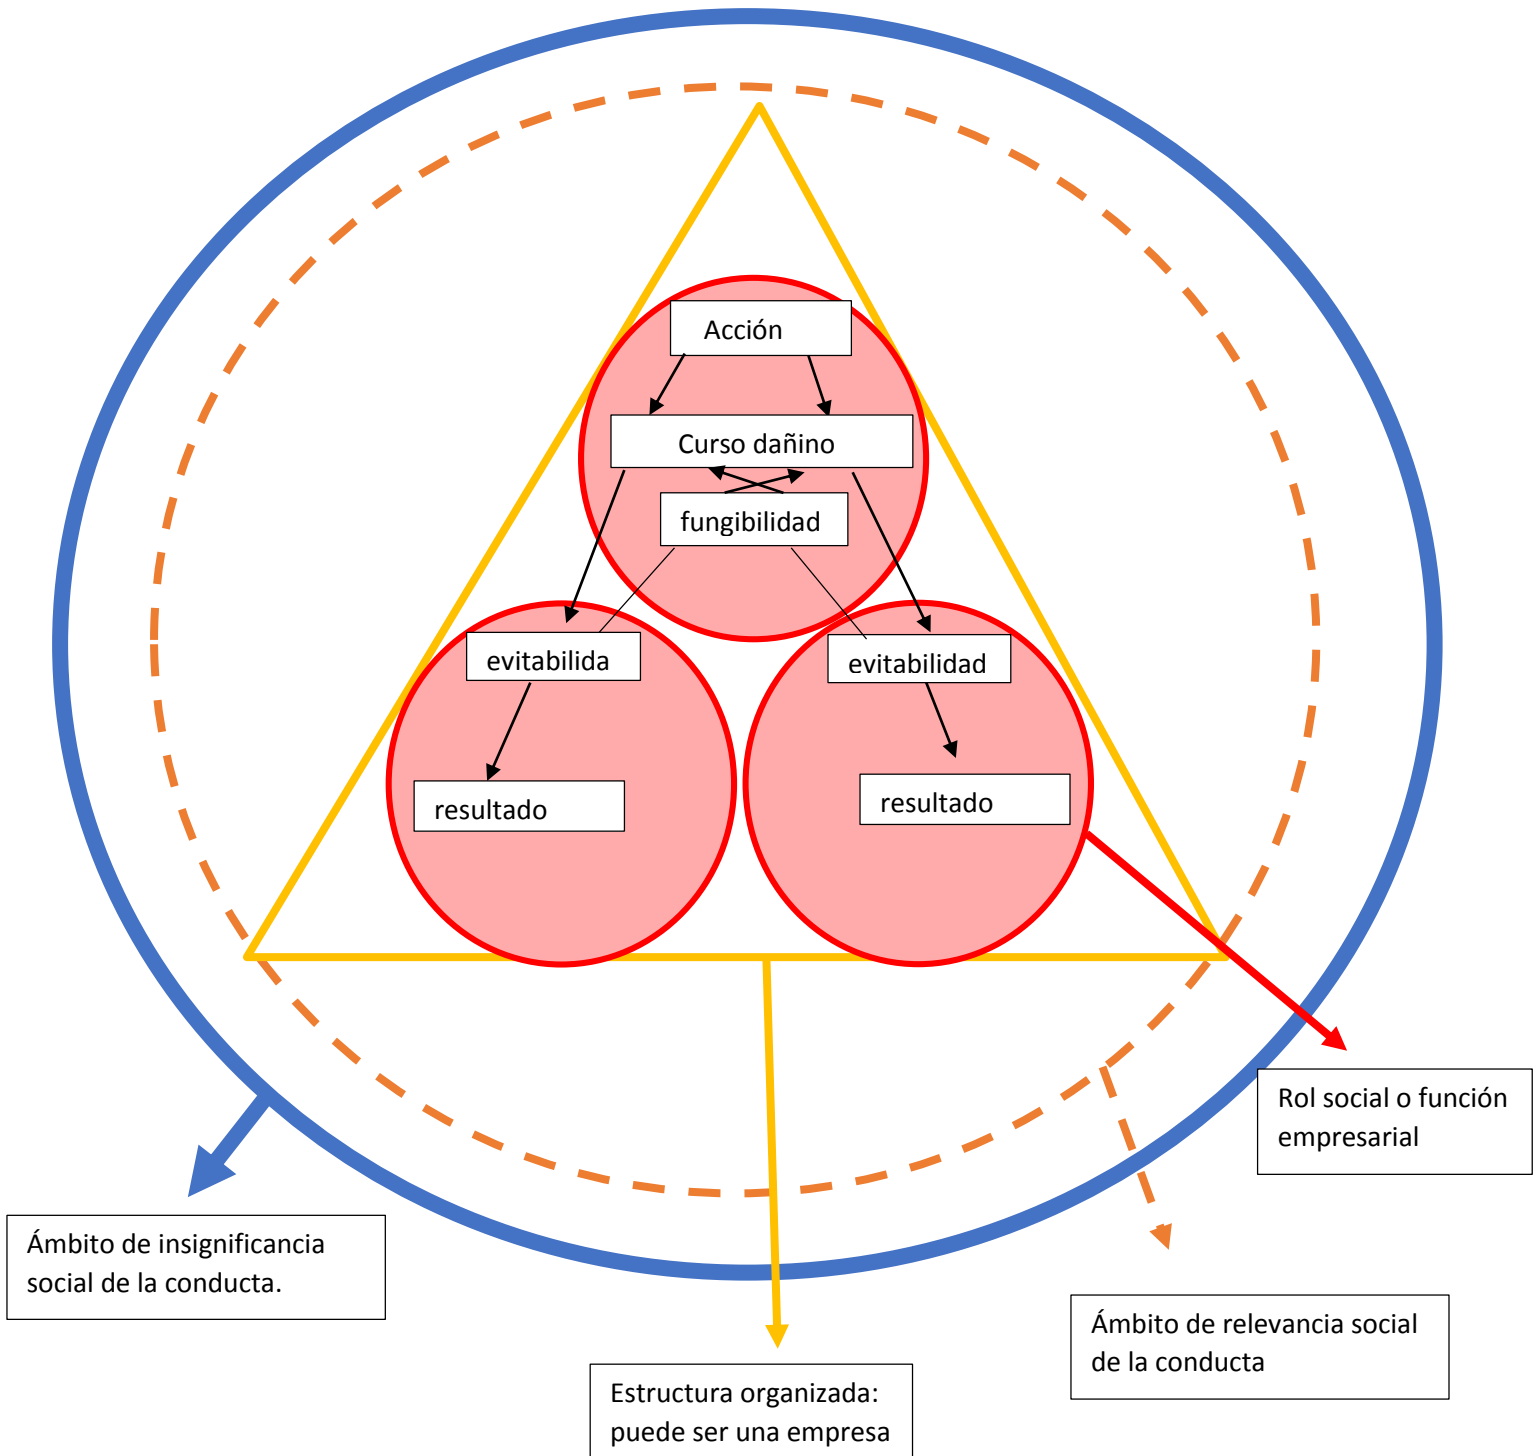 Acción
Curso dañino
fungibilidad
evitabilida
evitabilidad
resultado
resultado
Rol social o función
empresarial
Ámbito de insignificancia
social de la conducta.
Ámbito de relevancia social
de la conducta
Estructura organizada:
puede ser una empresa